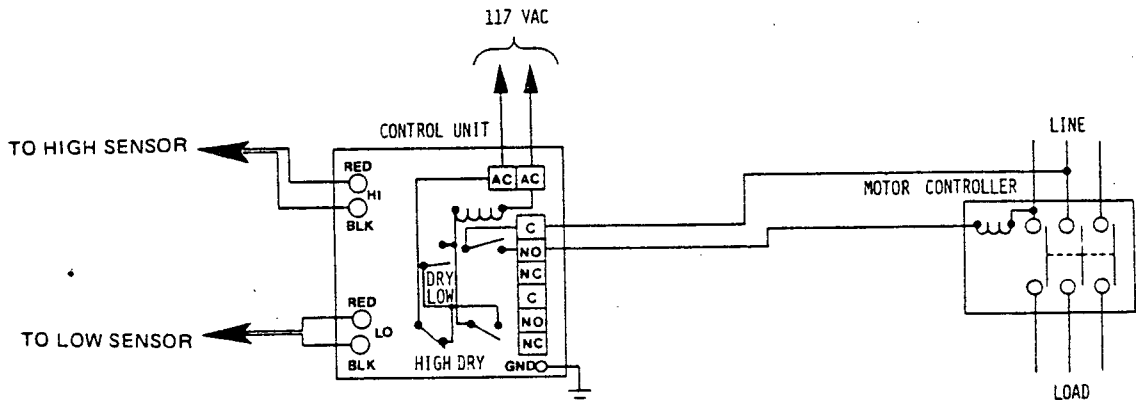 117 VAC
CONTROL UNIT
TO HIGH SENSOR
RED
HI
BLK
AC AC
LINE
MOTOR CONTROLLER
C
NO
NC
C
NO
NC
DRY
LOW
RED
LO
BLK
TO LOW SENSOR
HIGH DRY
GND
LOAD